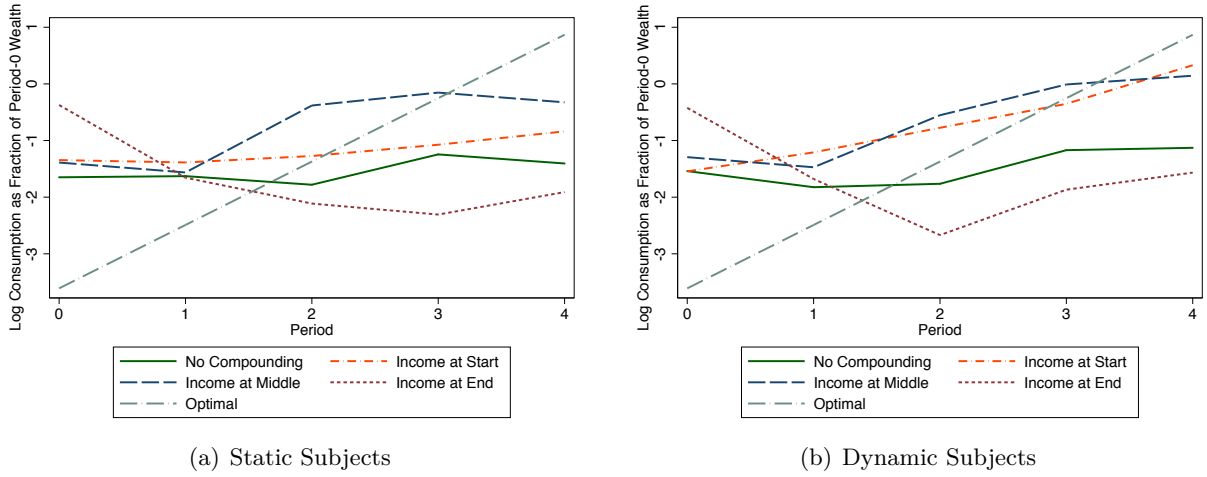 Log Consumption as Fraction of Period-0 Wealth
1
0
-1
-2
-3
0 1 2 3 4
Period
No Compounding Income at Start
Income at Middle Income at End
Optimal
(a) Static Subjects
Log Consumption as Fraction of Period-0 Wealth
1
0
-1
-2
-3
0 1 2 3 4
Period
No Compounding Income at Start
Income at Middle Income at End
Optimal
(b) Dynamic Subjects